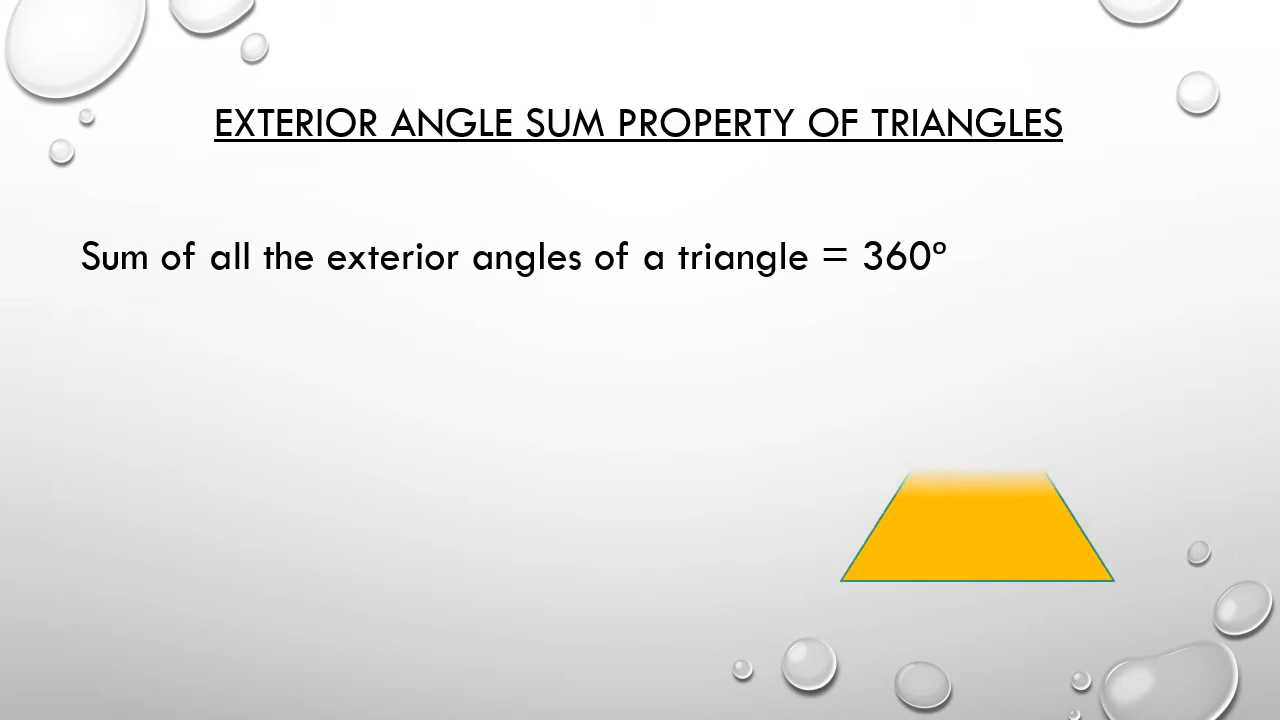 EXTERIOR ANGLE SUM PROPERTY OF TRIANGLES
Sum of all the exterior angles of a triangle = 360º